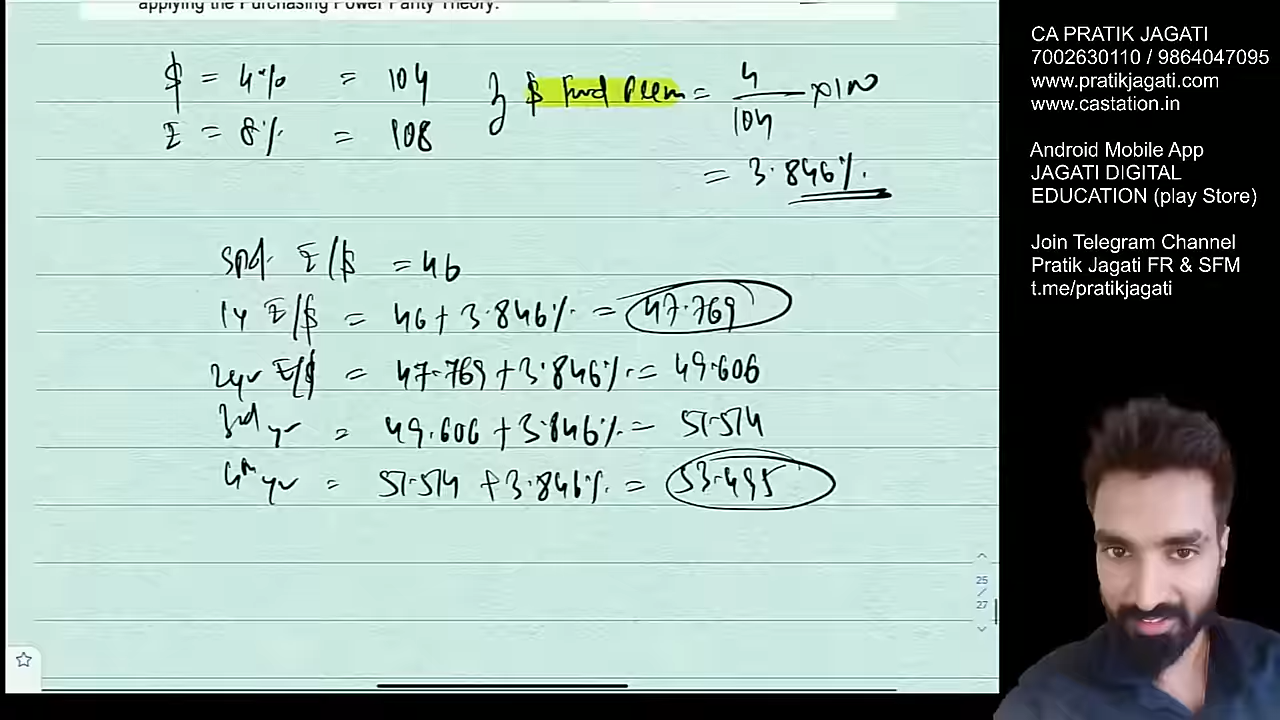 applying the Purchasing Power Parity Theory.
$ = 4% = 104
₹ = 8% = 108
} $ Fwd Prem = 4/104 ×100
= 3.846%
Spot ₹/$ = 46
1y ₹/$ = 46 + 3.846% = 47.769
2yr ₹/$ = 47.769 + 3.846% = 49.606
3rd yr = 49.606 + 3.846% = 51.514
4th yr = 51.514 + 3.846% = 53.495
25
/
27
CA PRATIK JAGATI
7002630110 / 9864047095
www.pratikjagati.com
www.castation.in
Android Mobile App
JAGATI DIGITAL
EDUCATION (play Store)
Join Telegram Channel
Pratik Jagati FR & SFM
t.me/pratikjagati